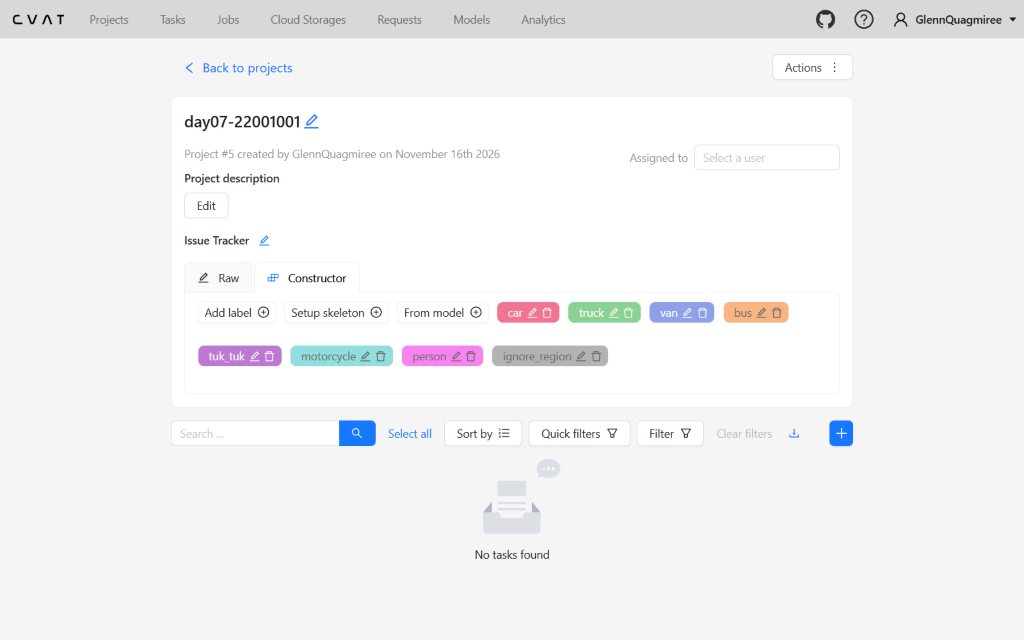 CVAT Projects Tasks Jobs Cloud Storages Requests Models Analytics GlennQuagmiree
Back to projects Actions
day07-22001001
Project #5 created by GlennQuagmiree on November 16th 2026
Assigned to Select a user
Project description
Edit
Issue Tracker
Raw Constructor
Add label Setup skeleton From model car truck van bus
tuk_tuk motorcycle person ignore_region
Search ... Select all Sort by Quick filters Filter Clear filters
No tasks found